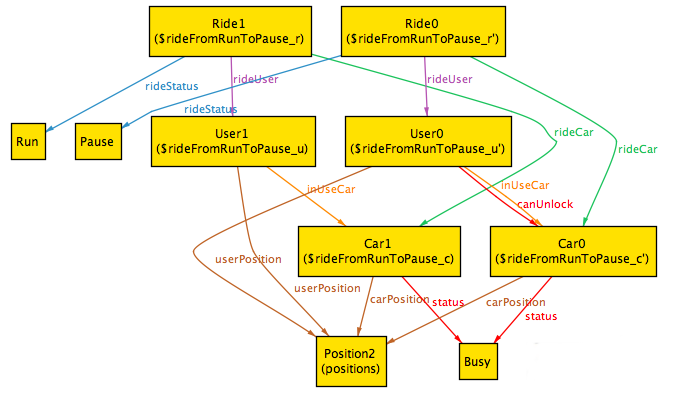 Ride1
($rideFromRunToPause_r)
Ride0
($rideFromRunToPause_r')
rideStatus
rideUser
rideUser
rideStatus
Run
Pause
User1
($rideFromRunToPause_u)
User0
($rideFromRunToPause_u')
rideCar
rideCar
inUseCar
inUseCar
canUnlock
Car1
($rideFromRunToPause_c)
Car0
($rideFromRunToPause_c')
userPosition
userPosition
carPosition
status
carPosition
status
Position2
(positions)
Busy